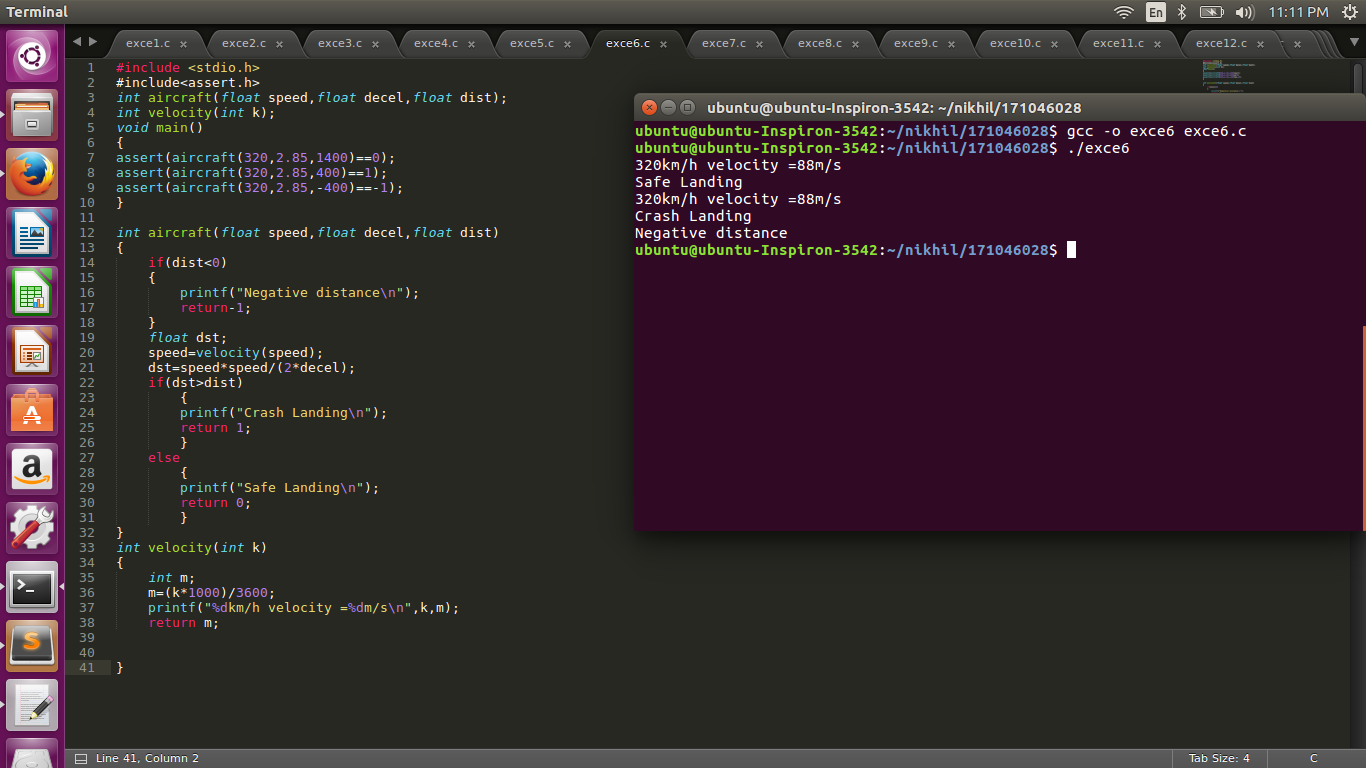 Terminal
En
11:11 PM
exce1.c ×
exce2.c ×
exce3.c ×
exce4.c ×
exce5.c ×
exce6.c ×
exce7.c ×
exce8.c ×
exce9.c ×
exce10.c ×
exce11.c ×
exce12.c ×
×
1 #include <stdio.h>
2 #include<assert.h>
3 int aircraft(float speed,float decel,float dist);
4 int velocity(int k);
5 void main()
6 {
7 assert(aircraft(320,2.85,1400)==0);
8 assert(aircraft(320,2.85,400)==1);
9 assert(aircraft(320,2.85,-400)==-1);
10 }
11
12 int aircraft(float speed,float decel,float dist)
13 {
14     if(dist<0)
15     {
16         printf("Negative distance\n");
17         return-1;
18     }
19     float dst;
20     speed=velocity(speed);
21     dst=speed*speed/(2*decel);
22     if(dst>dist)
23         {
24         printf("Crash Landing\n");
25         return 1;
26         }
27     else
28         {
29         printf("Safe Landing\n");
30         return 0;
31         }
32 }
33 int velocity(int k)
34 {
35     int m;
36     m=(k*1000)/3600;
37     printf("%dkm/h velocity =%dm/s\n",k,m);
38     return m;
39
40
41 }
ubuntu@ubuntu-Inspiron-3542: ~/nikhil/171046028
ubuntu@ubuntu-Inspiron-3542:~/nikhil/171046028$ gcc -o exce6 exce6.c
ubuntu@ubuntu-Inspiron-3542:~/nikhil/171046028$ ./exce6
320km/h velocity =88m/s
Safe Landing
320km/h velocity =88m/s
Crash Landing
Negative distance
ubuntu@ubuntu-Inspiron-3542:~/nikhil/171046028$
a
>_
S
Line 41, Column 2
Tab Size: 4
C